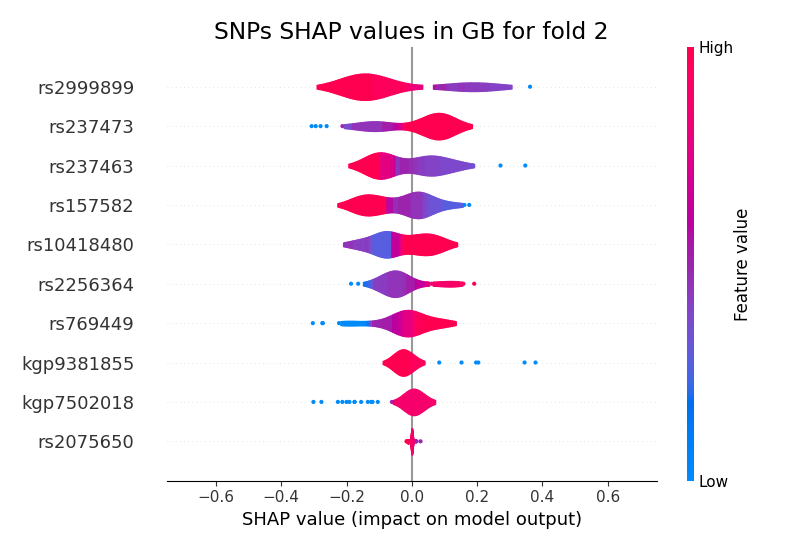 SNPs SHAP values in GB for fold 2
High
rs2999899
rs237473
rs237463
rs157582
rs10418480
rs2256364
rs769449
kgp9381855
kgp7502018
rs2075650
Feature value
Low
−0.6 −0.4 −0.2 0.0 0.2 0.4 0.6
SHAP value (impact on model output)